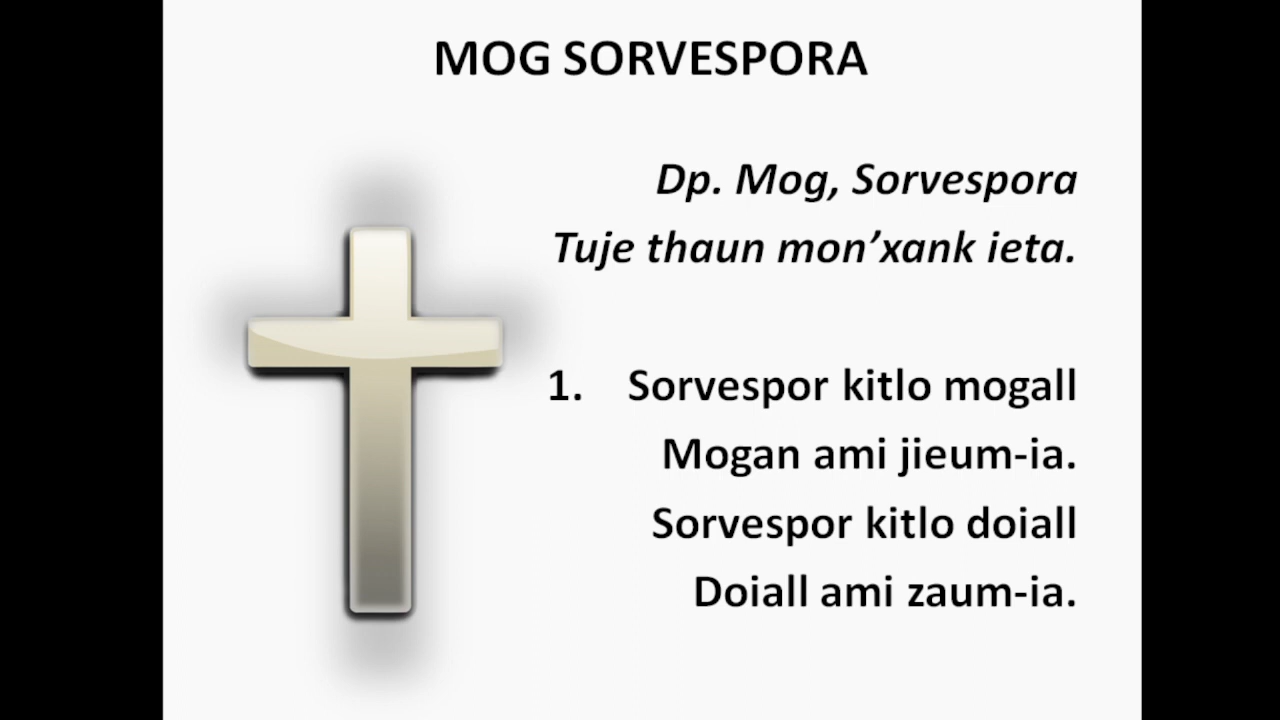 MOG SORVESPORA
Dp. Mog, Sorvespora
Tuje thaun mon’xank ieta.
1. Sorvespor kitlo mogall
Mogan ami jieum-ia.
Sorvespor kitlo doiall
Doiall ami zaum-ia.